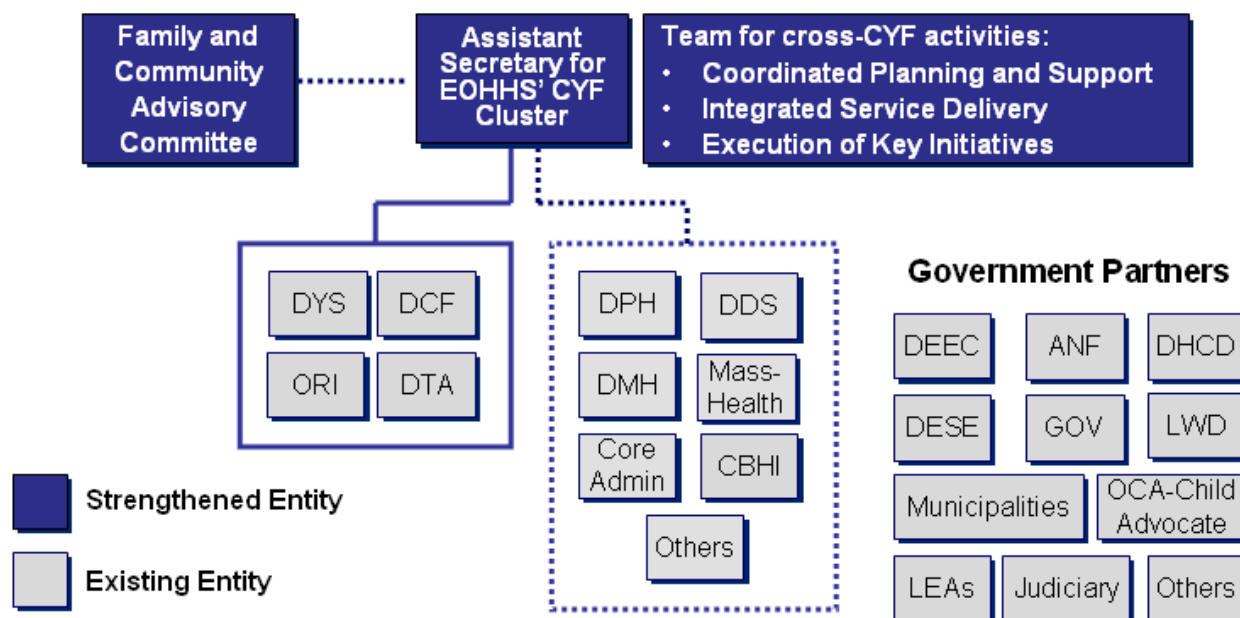 Family and
Community
Advisory
Committee
Assistant
Secretary for
EOHHS' CYF
Cluster
Team for cross-CYF activities:
• Coordinated Planning and Support
• Integrated Service Delivery
• Execution of Key Initiatives
DYS
DCF
ORI
DTA
DPH
DDS
DMH
Mass-
Health
Core
Admin
CBHI
Others
Government Partners
DEEC
ANF
DHCD
DESE
GOV
LWD
Municipalities
OCA-Child
Advocate
LEAs
Judiciary
Others
Strengthened Entity
Existing Entity